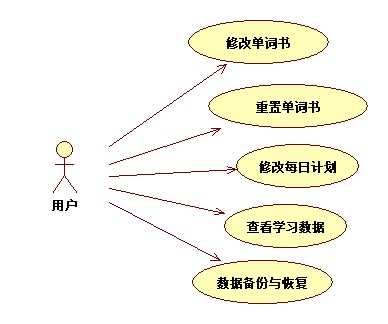 修改单词书
重置单词书
修改每日计划
用户
查看学习数据
数据备份与恢复